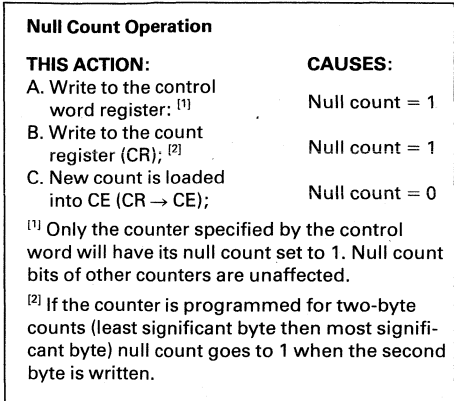 Null Count Operation
THIS ACTION: CAUSES:
A. Write to the control
word register: [1] Null count = 1
B. Write to the count
register (CR); [2] Null count = 1
C. New count is loaded
into CE (CR → CE); Null count = 0
[1] Only the counter specified by the control
word will have its null count set to 1. Null count
bits of other counters are unaffected.
[2] If the counter is programmed for two-byte
counts (least significant byte then most signifi-
cant byte) null count goes to 1 when the second
byte is written.